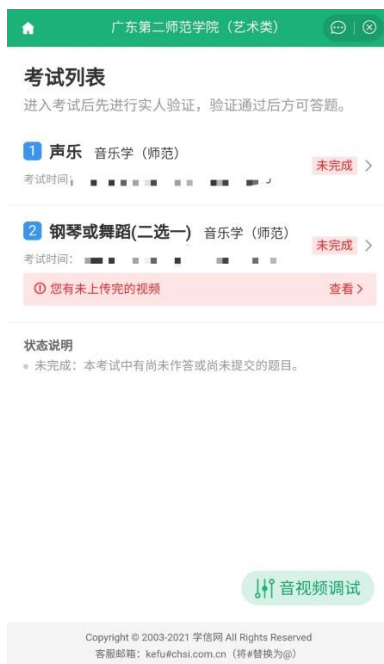 广东第二师范学院（艺术类）
考试列表
进入考试后先进行实人验证，验证通过后方可答题。
1 声乐 音乐学（师范）
未完成
考试时间:
2 钢琴或舞蹈(二选一) 音乐学（师范）
未完成
考试时间:
您有未上传完的视频 查看
状态说明
未完成：本考试中有尚未作答或尚未提交的题目。
音视频调试
Copyright © 2003-2021 学信网 All Rights Reserved
客服邮箱：kefu#chsi.com.cn（将#替换为@）